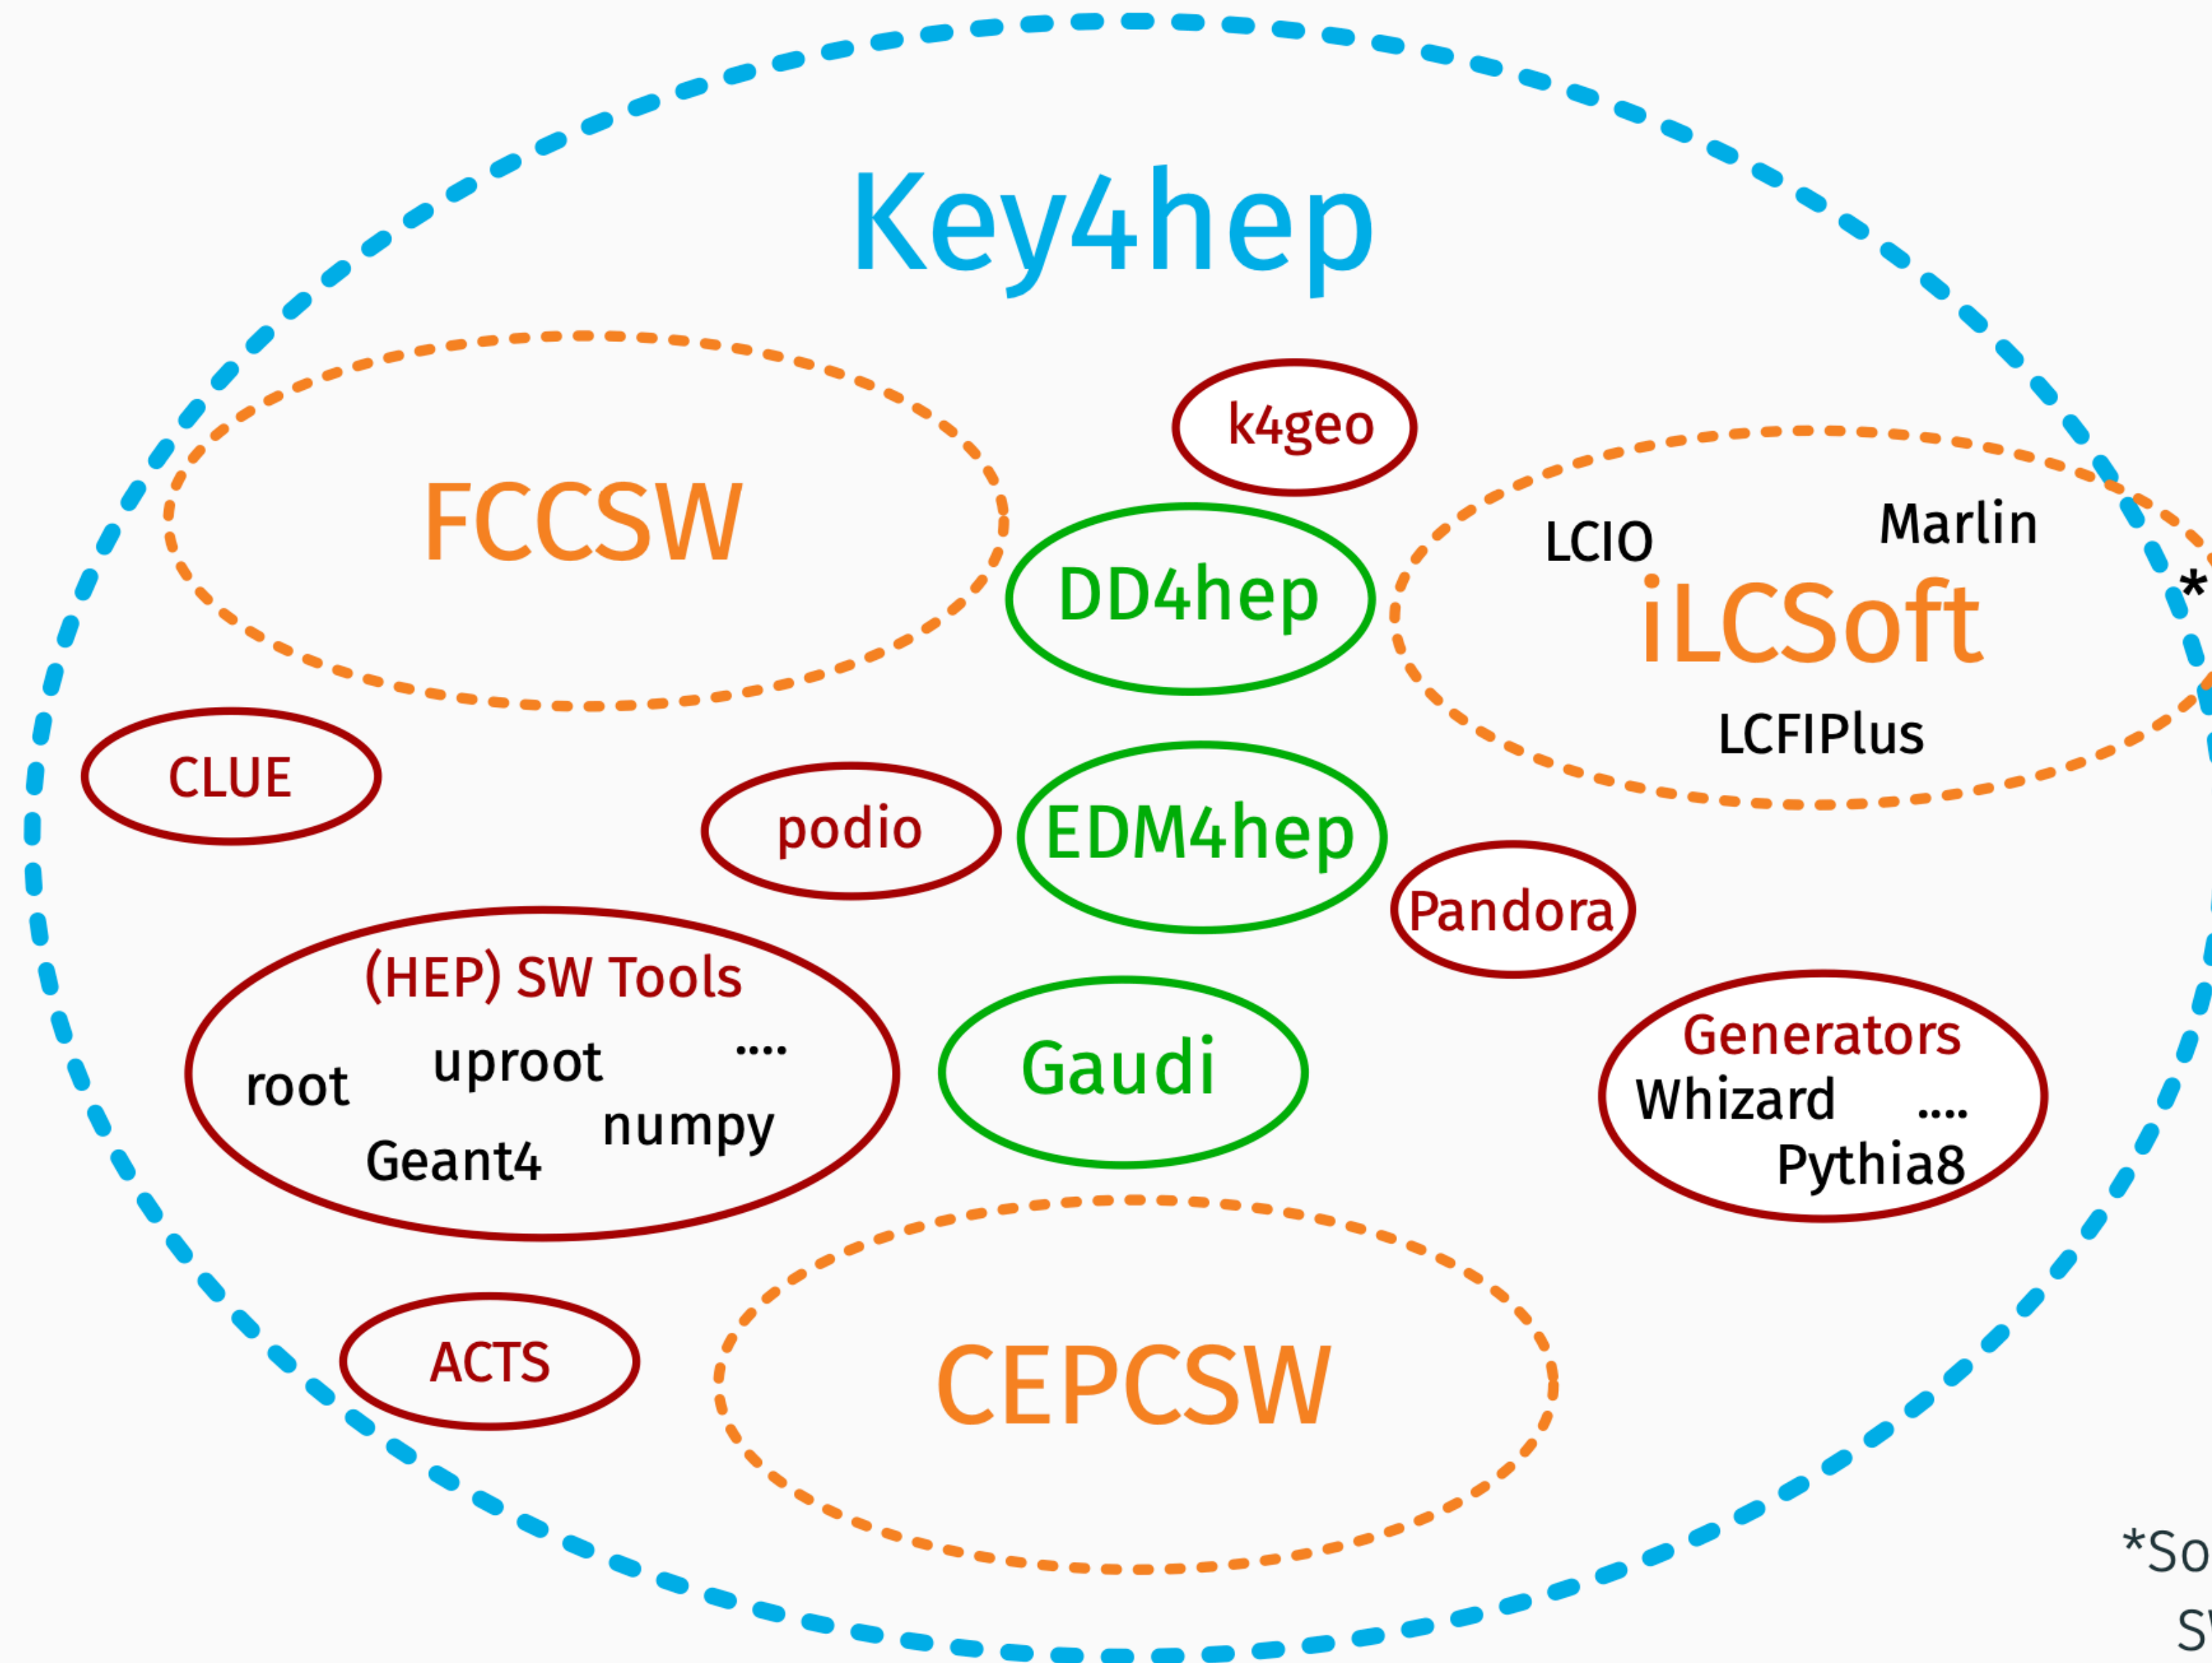 Key4hep
k4geo
FCCSW
DD4hep
LCIO
Marlin
*
iLCSoft
LCFIPlus
CLUE
podio
EDM4hep
Pandora
(HEP) SW Tools
uproot
....
root
numpy
Geant4
Gaudi
Generators
Whizard
....
Pythia8
ACTS
CEPCSW